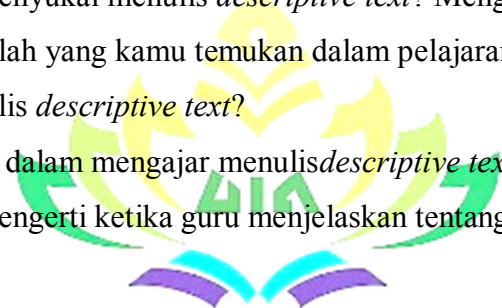 menulis descriptive text? Meng
lah yang kamu temukan dalam pelajaran
lis descriptive text?
dalam mengajar menulisdescriptive tex
engerti ketika guru menjelaskan tentang